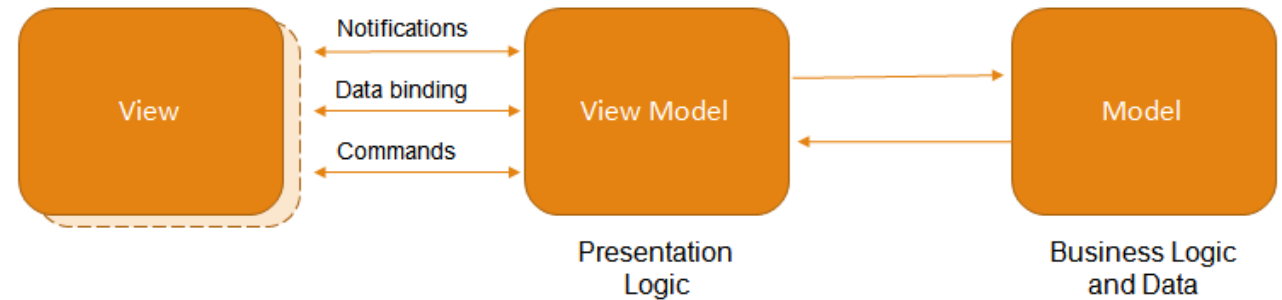 Notifications
Data binding
Commands
View
View Model
Model
Presentation
Logic
Business Logic
and Data